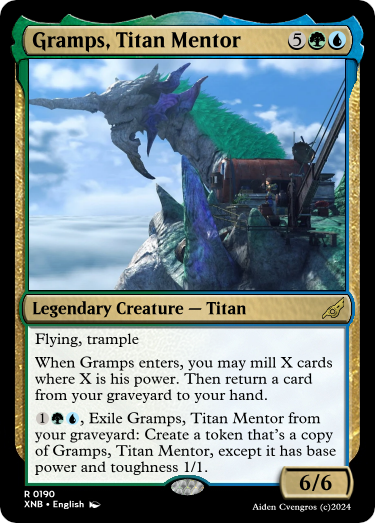 Gramps, Titan Mentor 5
Legendary Creature — Titan
Flying, trample
When Gramps enters, you may mill X cards
where X is his power. Then return a card
from your graveyard to your hand.
1, Exile Gramps, Titan Mentor from
your graveyard: Create a token that's a copy
of Gramps, Titan Mentor, except it has base
power and toughness 1/1.
6/6
R 0190
XNB • English
Aiden Cvengros (c)2024